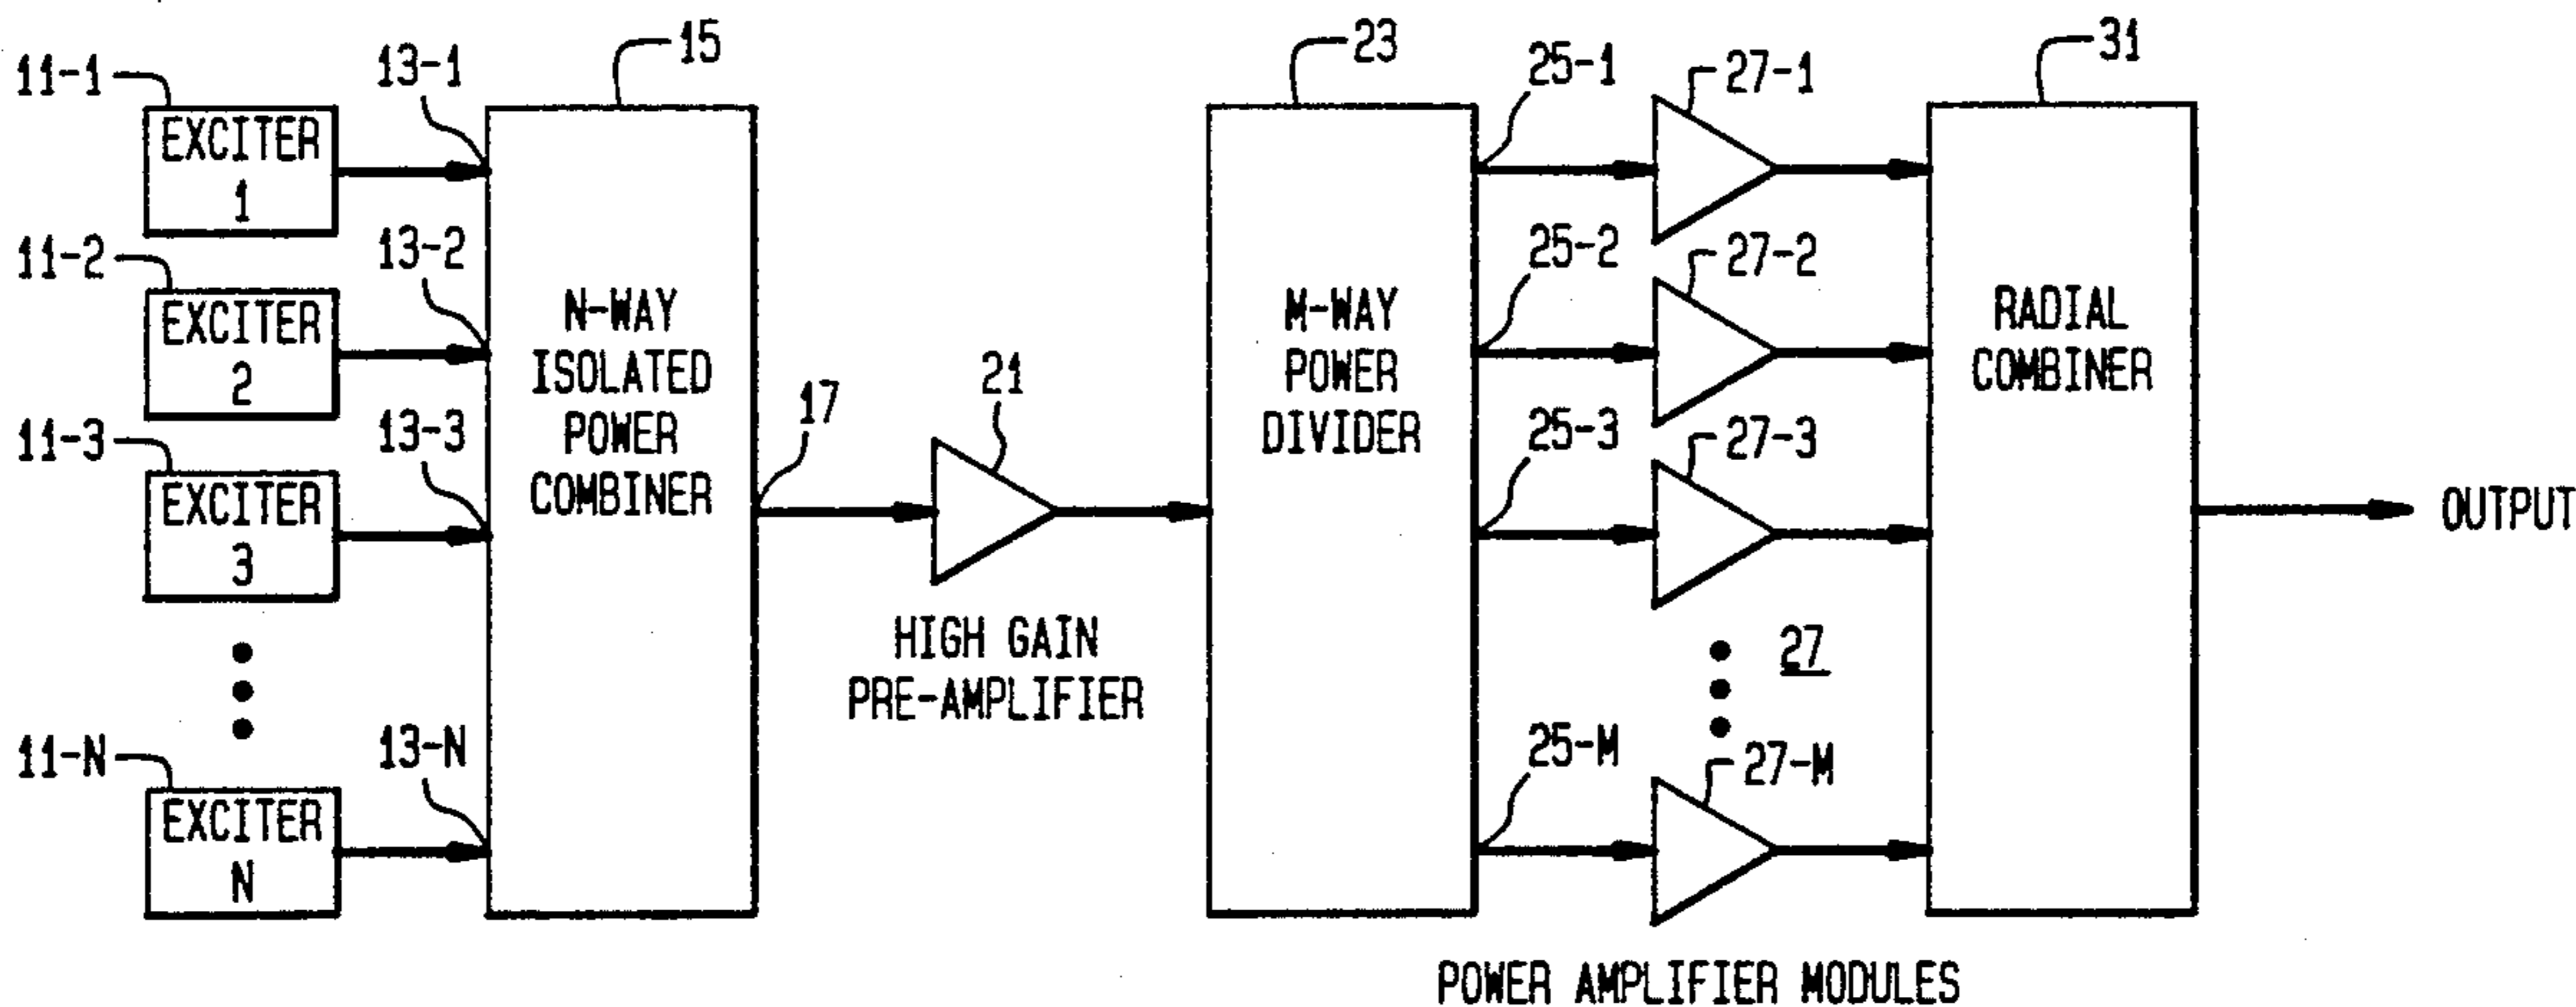 11-1
EXCITER
1
11-2
EXCITER
2
11-3
EXCITER
3
11-N
EXCITER
N
13-1
13-2
13-3
13-N
15
N-WAY
ISOLATED
POWER
COMBINER
17
21
HIGH GAIN
PRE-AMPLIFIER
23
M-WAY
POWER
DIVIDER
25-1
25-2
25-3
25-M
27-1
27-2
27-3
27
27-M
POWER AMPLIFIER MODULES
31
RADIAL
COMBINER
OUTPUT